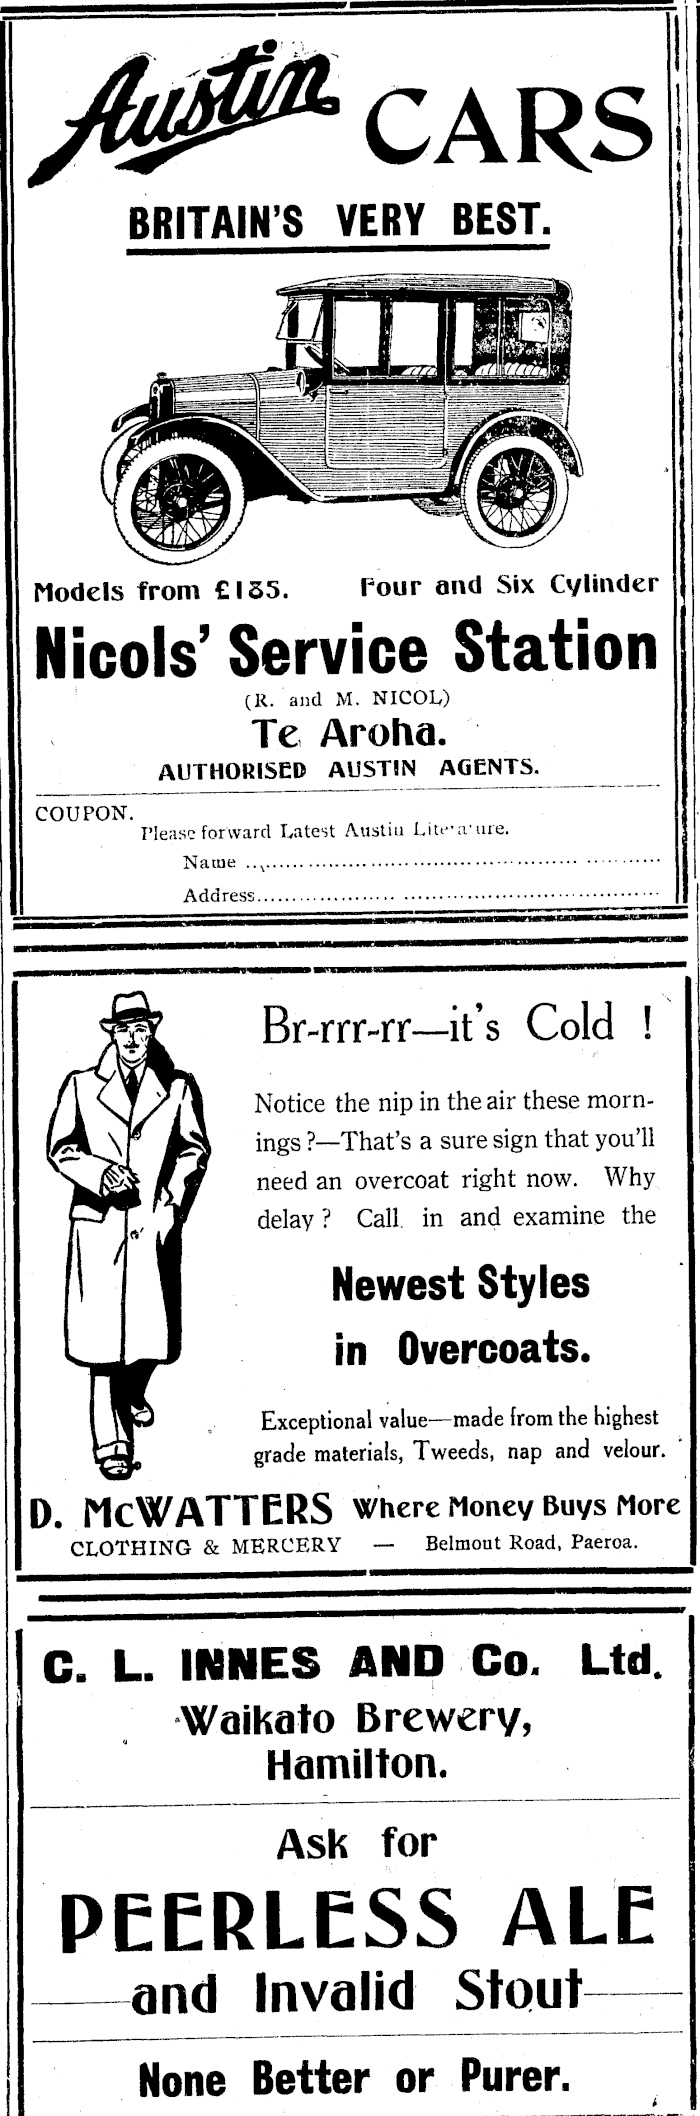 Austin CARS
BRITAIN'S VERY BEST.
Models from £185. Four and Six Cylinder
Nicols' Service Station
(R. and M. NICOL)
Te Aroha.
AUTHORISED AUSTIN AGENTS.
COUPON.
Please forward Latest Austin Literature.
Name
Address
Br-rrr-rr—it's Cold !
Notice the nip in the air these morn-
ings ?—That's a sure sign that you'll
need an overcoat right now. Why
delay ? Call in and examine the
Newest Styles
in Overcoats.
Exceptional value—made from the highest
grade materials, Tweeds, nap and velour.
D. McWATTERS Where Money Buys More
CLOTHING & MERCERY — Belmont Road, Paeroa.
C. L. INNES AND Co. Ltd.
Waikato Brewery,
Hamilton.
Ask for
PEERLESS ALE
and Invalid Stout
None Better or Purer.